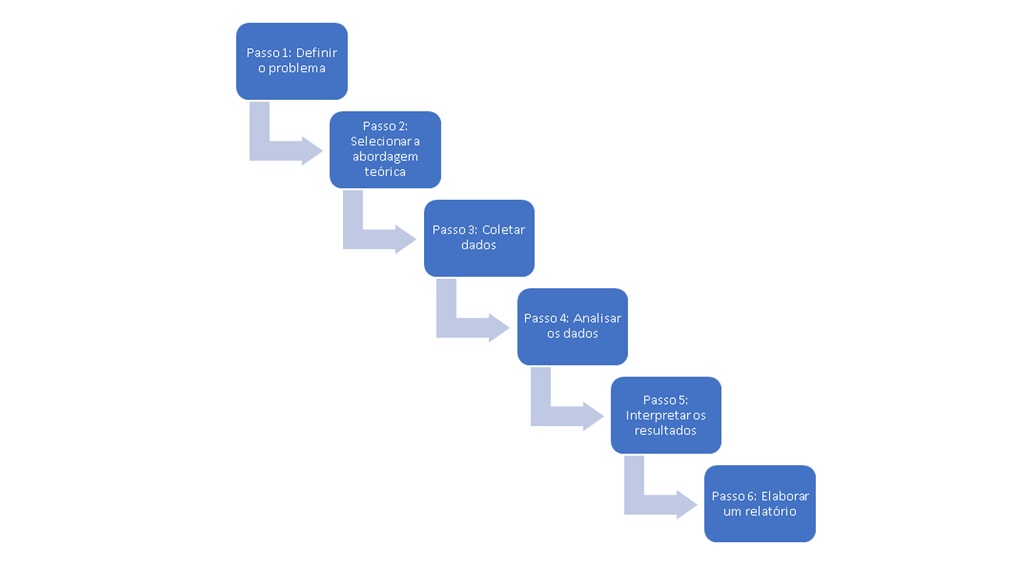 Passo 1: Definir
o problema
Passo 2:
Selecionar a
abordagem
teórica
Passo 3: Coletar
dados
Passo 4: Analisar
os dados
Passo 5:
Interpretar os
resultados
Passo 6: Elaborar
um relatório